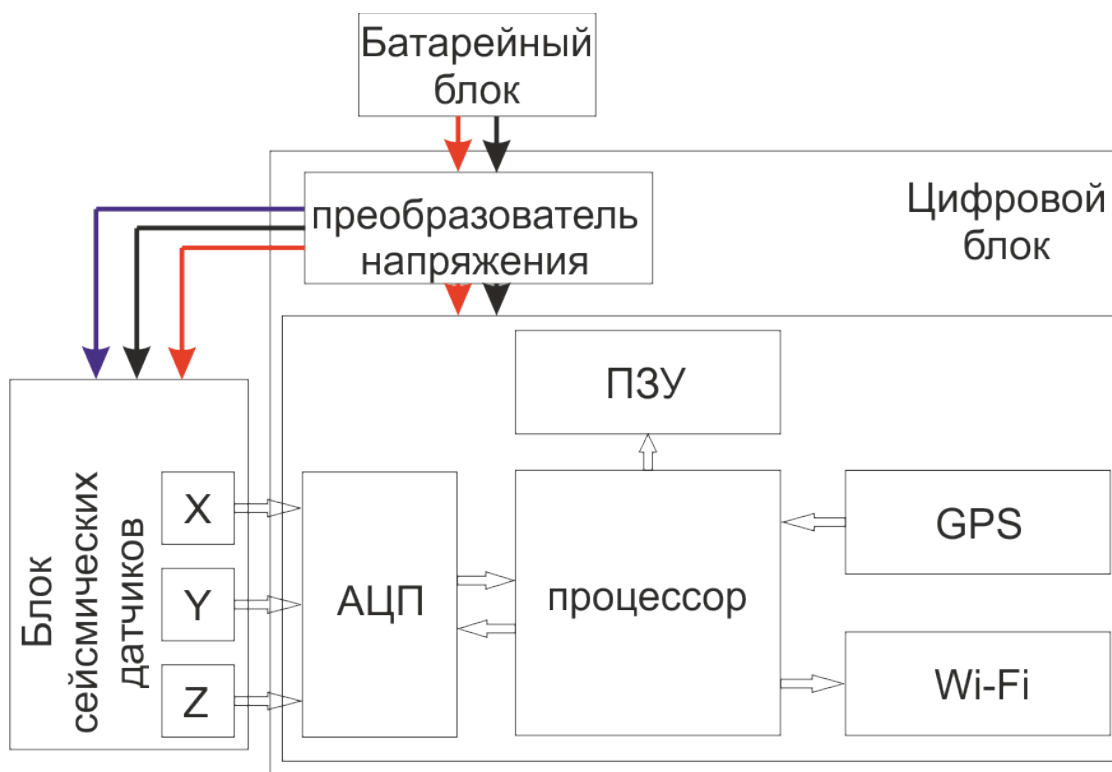 Батарейный
блок
преобразователь
напряжения
Цифровой
блок
ПЗУ
Блок
сейсмических
датчиков
X
Y
Z
АЦП
процессор
GPS
Wi-Fi